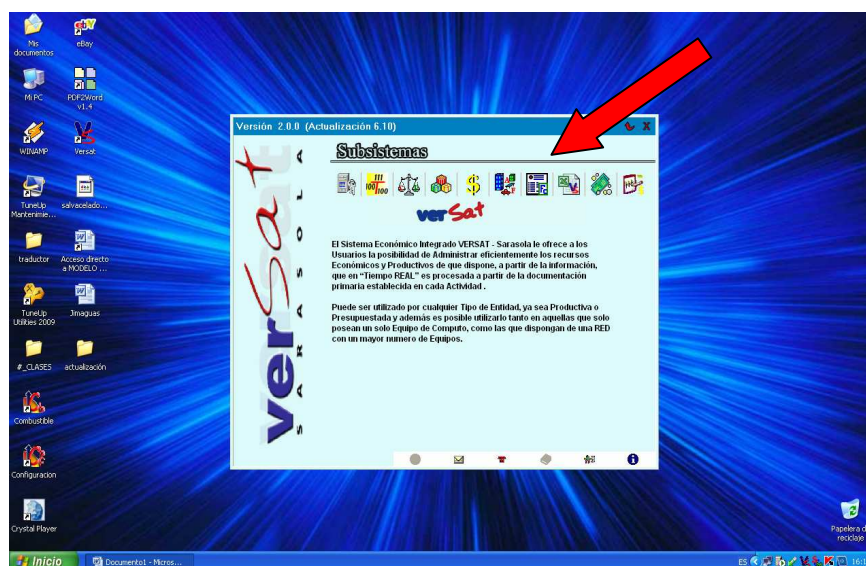 Mis
documentos
eBay
Mi PC
PDF2Word
v1.4
WINAMP
Versat
TuneUp
Mantenimie...
salvacelado...
traductor
Acceso directo
a MODELO ...
TuneUp
Utilities 2009
Jimaguas
#_CLASES
actualización
Combustible
Configuracion
Crystal Player
Versión 2.0.0 (Actualización 6.10)
verSat
SARASOLA
Subsistemas
verSat
El Sistema Económico Integrado VERSAT - Sarasola le ofrece a los
Usuarios la posibilidad de Administrar eficientemente los recursos
Económicos y Productivos de que dispone, a partir de la información,
que en "Tiempo REAL" es procesada a partir de la documentación
primaria establecida en cada Actividad .
Puede ser utilizado por cualquier Tipo de Entidad, ya sea Productiva o
Presupuestada y además es posible utilizarlo tanto en aquellas que solo
posean un solo Equipo de Computo, como las que dispongan de una RED
con un mayor numero de Equipos.
Papelera d
reciclaje
Inicio
Documento1 - Micros...
ES
16:1